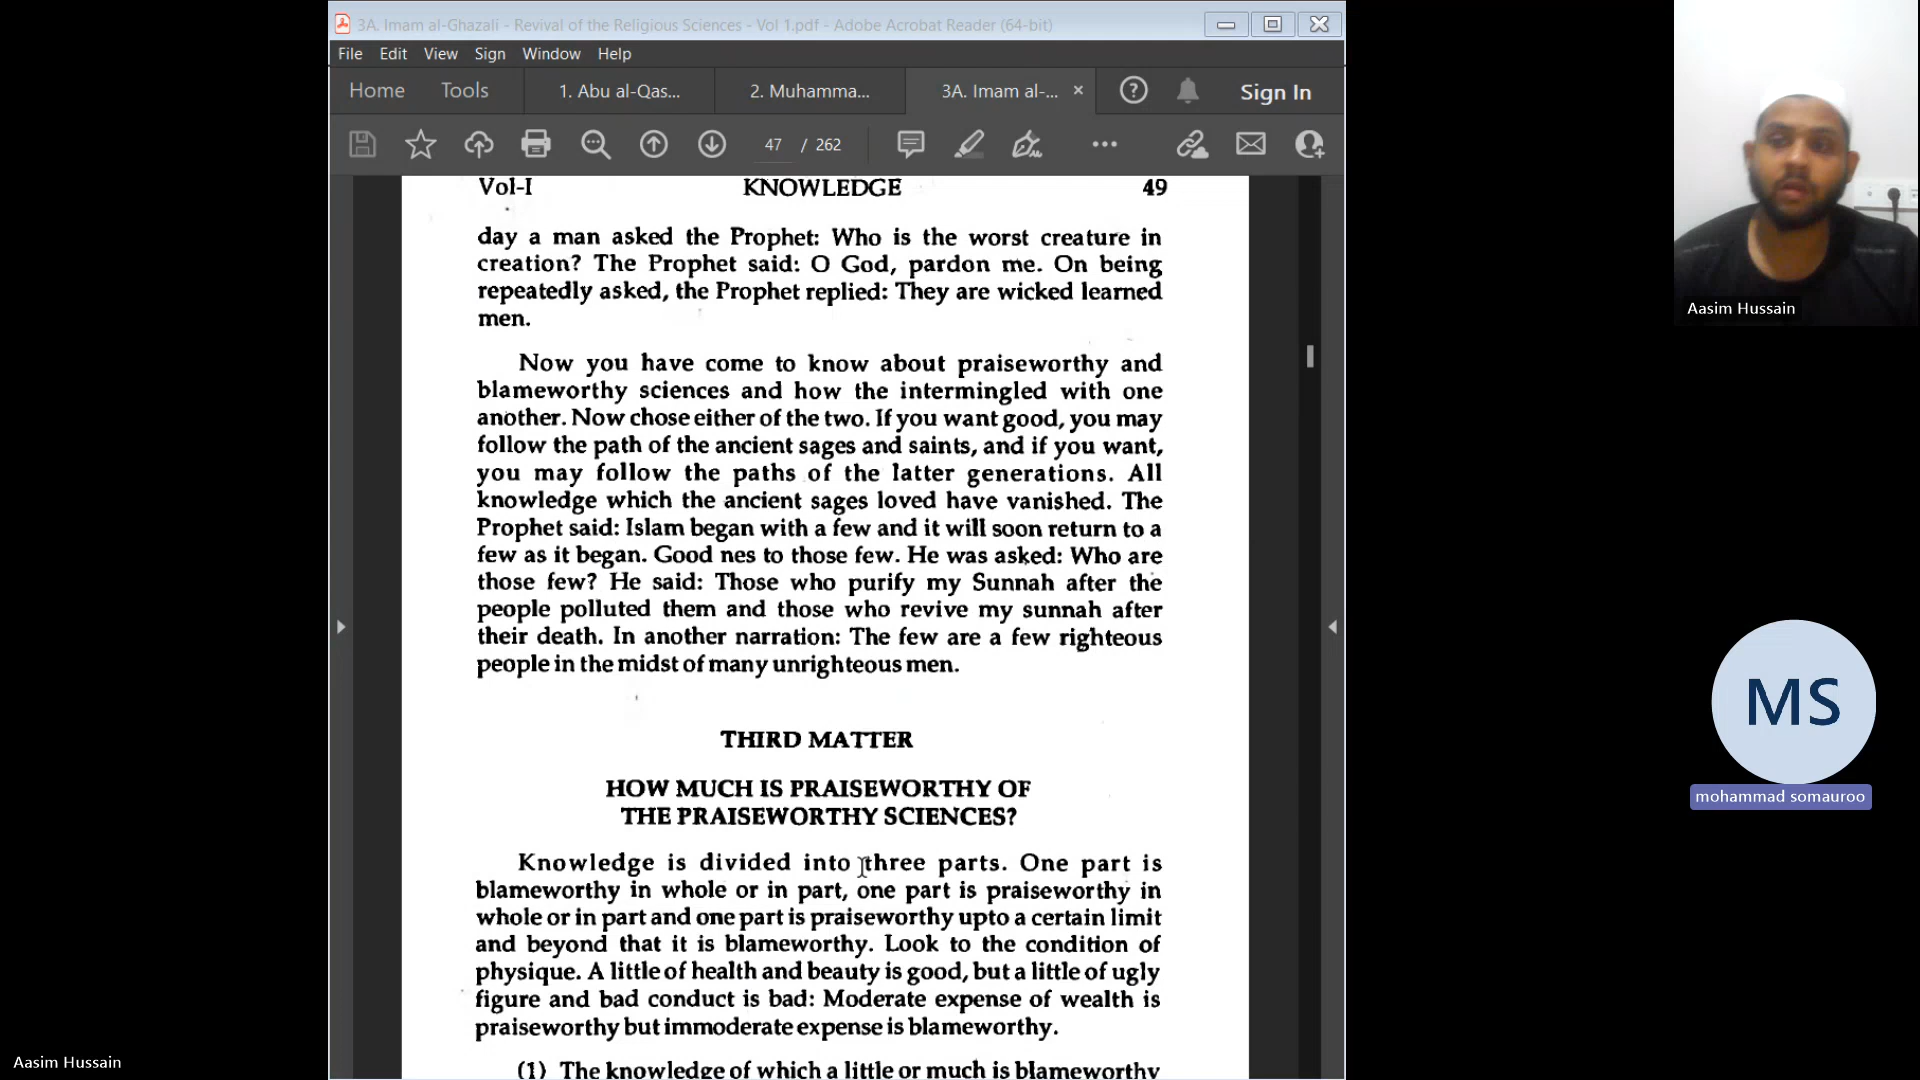 3A. Imam al-Ghazali - Revival of the Religious Sciences - Vol 1.pdf - Adobe Acrobat Reader (64-bit)
File Edit View Sign Window Help
Home Tools 1. Abu al-Qas... 2. Muhamma... 3A. Imam al-... Sign In
47 / 262
Vol-I KNOWLEDGE 49
day a man asked the Prophet: Who is the worst creature in
creation? The Prophet said: O God, pardon me. On being
repeatedly asked, the Prophet replied: They are wicked learned
men.
Now you have come to know about praiseworthy and
blameworthy sciences and how the intermingled with one
another. Now chose either of the two. If you want good, you may
follow the path of the ancient sages and saints, and if you want,
you may follow the paths of the latter generations. All
knowledge which the ancient sages loved have vanished. The
Prophet said: Islam began with a few and it will soon return to a
few as it began. Good nes to those few. He was asked: Who are
those few? He said: Those who purify my Sunnah after the
people polluted them and those who revive my sunnah after
their death. In another narration: The few are a few righteous
people in the midst of many unrighteous men.
THIRD MATTER
HOW MUCH IS PRAISEWORTHY OF
THE PRAISEWORTHY SCIENCES?
Knowledge is divided into three parts. One part is
blameworthy in whole or in part, one part is praiseworthy in
whole or in part and one part is praiseworthy upto a certain limit
and beyond that it is blameworthy. Look to the condition of
physique. A little of health and beauty is good, but a little of ugly
figure and bad conduct is bad: Moderate expense of wealth is
praiseworthy but immoderate expense is blameworthy.
(1) The knowledge of which a little or much is blameworthy
Aasim Hussain
MS
mohammad somauroo
Aasim Hussain